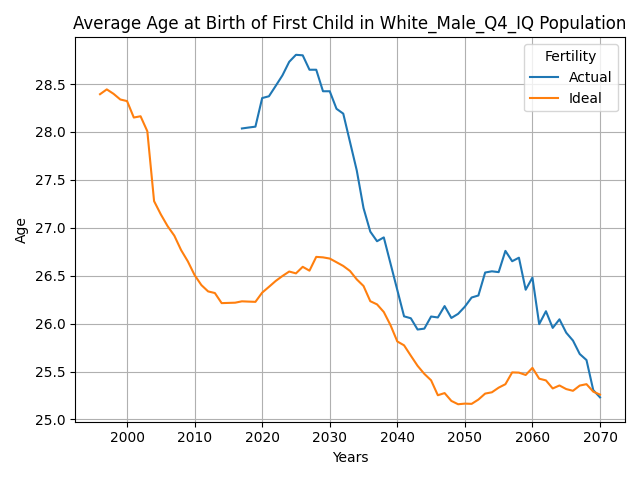 Average Age at Birth of First Child in White_Male_Q4_IQ Population
Fertility
Actual
Ideal
Age
28.5
28.0
27.5
27.0
26.5
26.0
25.5
25.0
2000 2010 2020 2030 2040 2050 2060 2070
Years